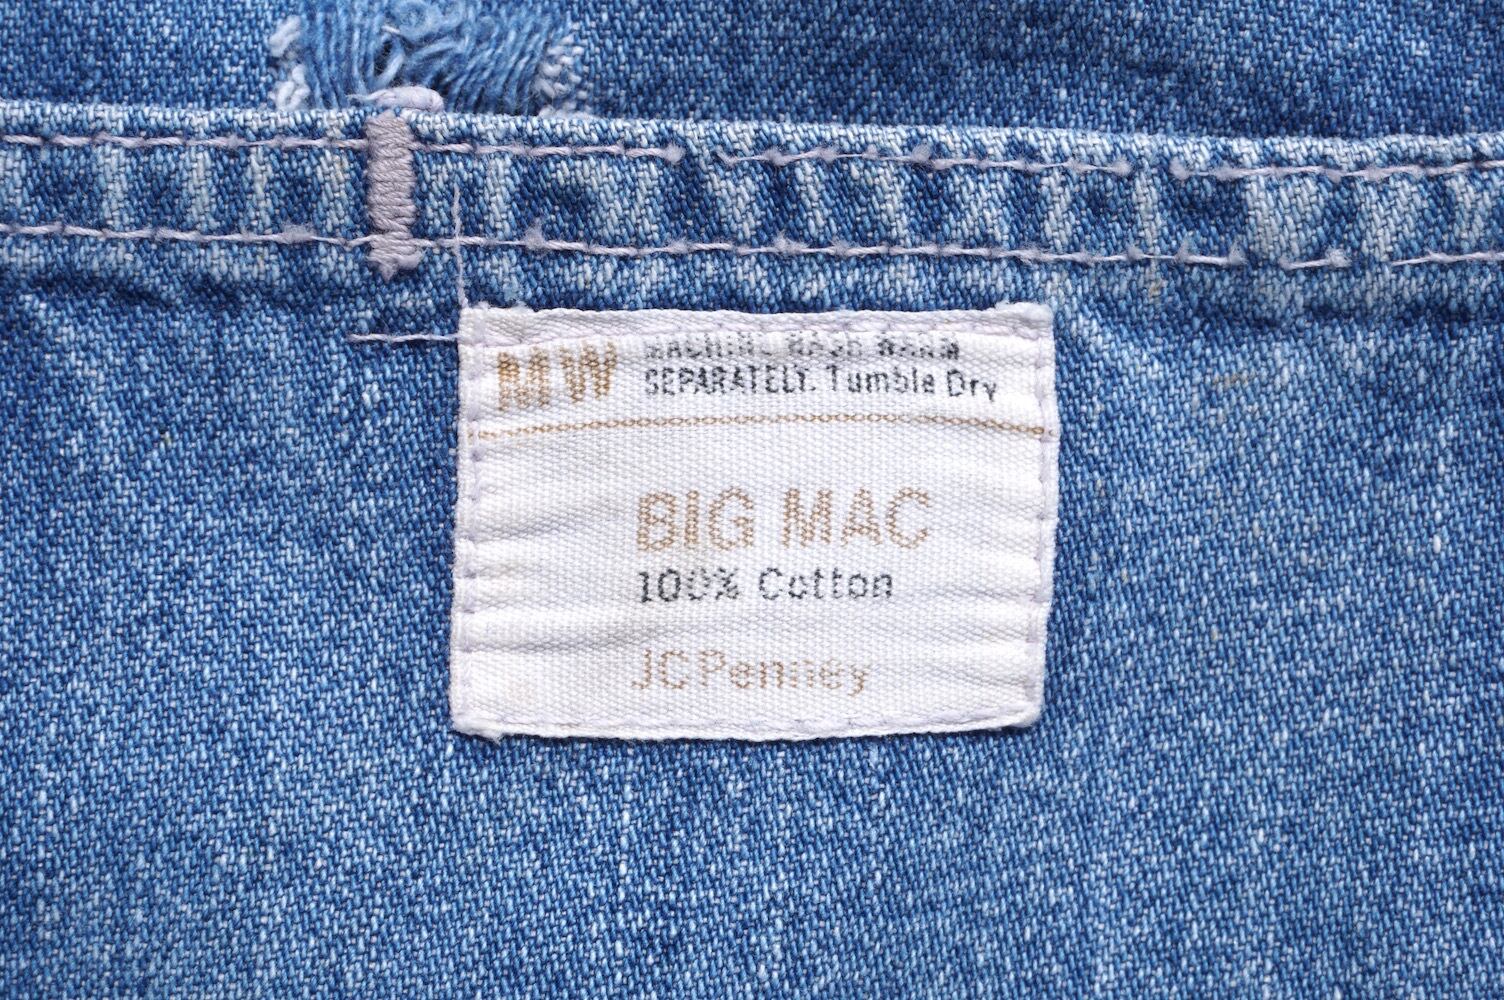 MW
MACHINE WASH WARM
SEPARATELY. Tumble Dry
BIG MAC
100% Cotton
JCPenney